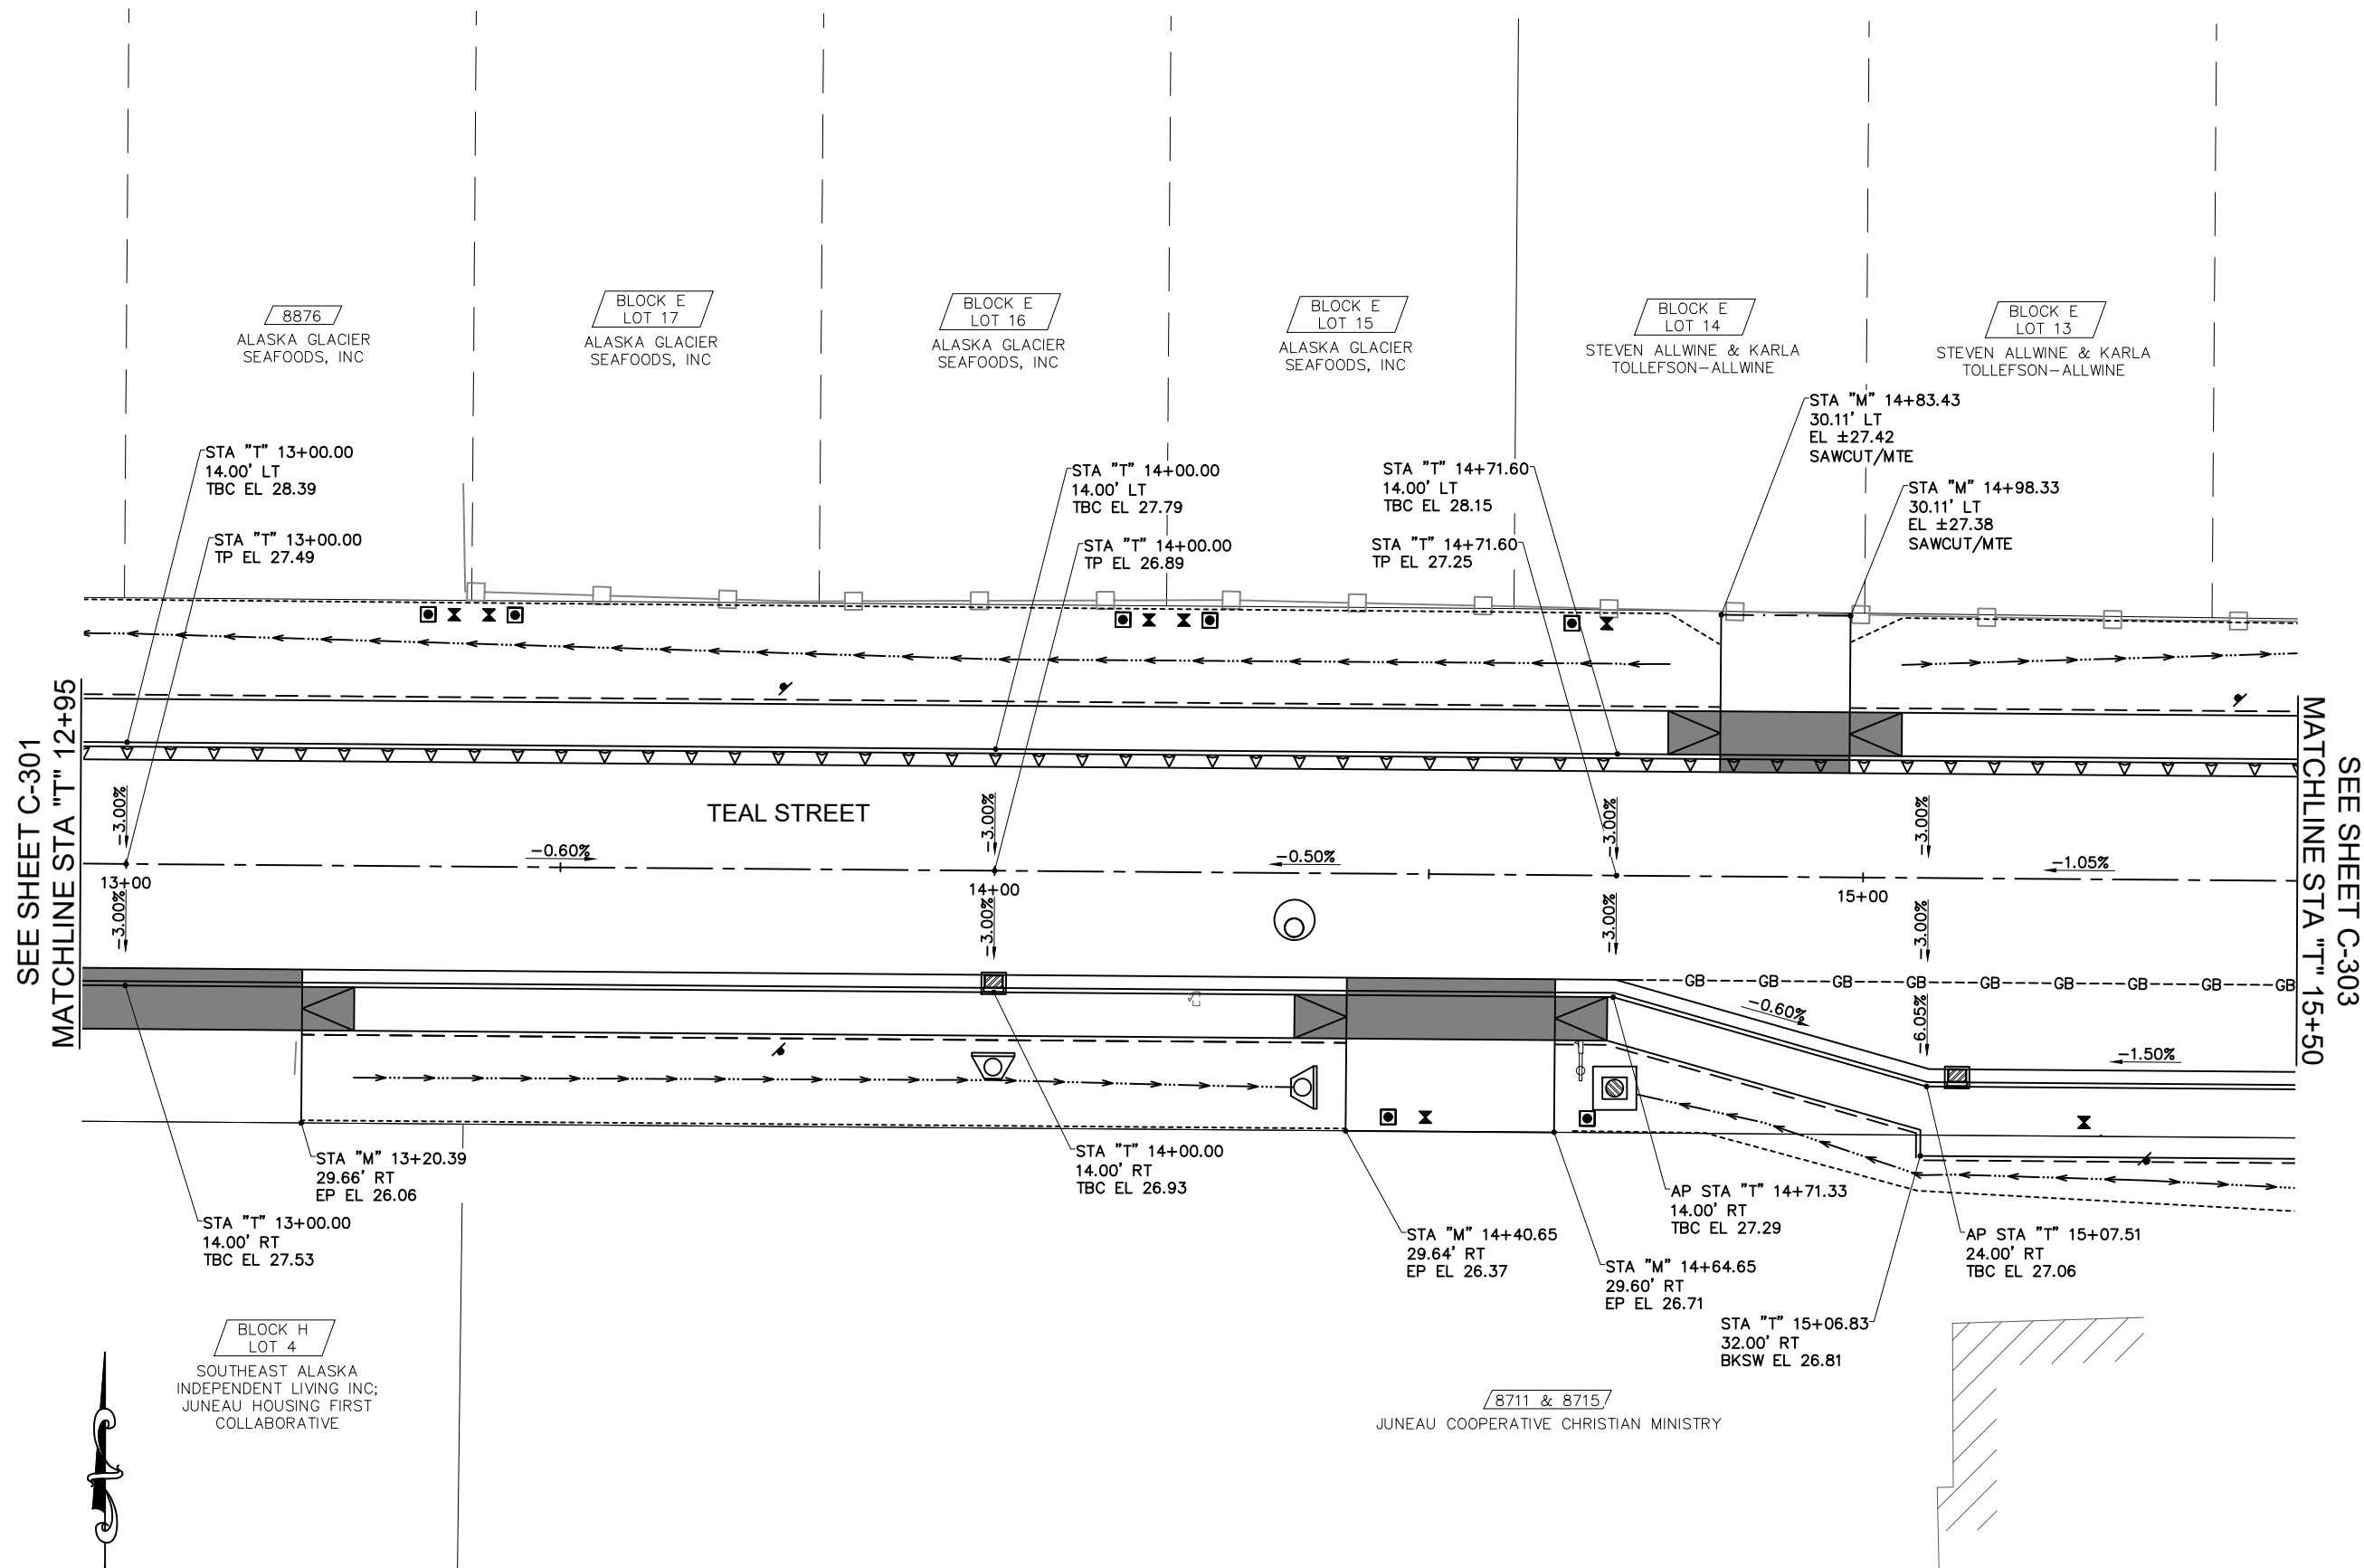 8876
ALASKA GLACIER
SEAFOODS, INC
BLOCK E
LOT 17
ALASKA GLACIER
SEAFOODS, INC
BLOCK E
LOT 16
ALASKA GLACIER
SEAFOODS, INC
BLOCK E
LOT 15
ALASKA GLACIER
SEAFOODS, INC
BLOCK E
LOT 14
STEVEN ALLWINE & KARLA
TOLLEFSON-ALLWINE
BLOCK E
LOT 13
STEVEN ALLWINE & KARLA
TOLLEFSON-ALLWINE
STA "M" 14+83.43
30.11' LT
EL ±27.42
SAWCUT/MTE
STA "M" 14+98.33
30.11' LT
EL ±27.38
SAWCUT/MTE
STA "T" 13+00.00
14.00' LT
TBC EL 28.39
STA "T" 13+00.00
TP EL 27.49
STA "T" 14+00.00
14.00' LT
TBC EL 27.79
STA "T" 14+00.00
TP EL 26.89
STA "T" 14+71.60
14.00' LT
TBC EL 28.15
STA "T" 14+71.60
TP EL 27.25
SEE SHEET C-301
MATCHLINE STA "T" 12+95
SEE SHEET C-303
MATCHLINE STA "T" 15+50
TEAL STREET
-3.00%
-3.00%
-3.00%
-3.00%
-0.60%
-0.50%
-1.05%
13+00
14+00
15+00
-3.00%
-3.00%
-3.00%
-3.00%
GB
GB
GB
GB
GB
GB
GB
GB
GB
-0.60%
-6.05%
-1.50%
STA "M" 13+20.39
29.66' RT
EP EL 26.06
STA "T" 13+00.00
14.00' RT
TBC EL 27.53
STA "T" 14+00.00
14.00' RT
TBC EL 26.93
STA "M" 14+40.65
29.64' RT
EP EL 26.37
STA "M" 14+64.65
29.60' RT
EP EL 26.71
AP STA "T" 14+71.33
14.00' RT
TBC EL 27.29
AP STA "T" 15+07.51
24.00' RT
TBC EL 27.06
STA "T" 15+06.83
32.00' RT
BKSW EL 26.81
BLOCK H
LOT 4
SOUTHEAST ALASKA
INDEPENDENT LIVING INC;
JUNEAU HOUSING FIRST
COLLABORATIVE
8711 & 8715
JUNEAU COOPERATIVE CHRISTIAN MINISTRY